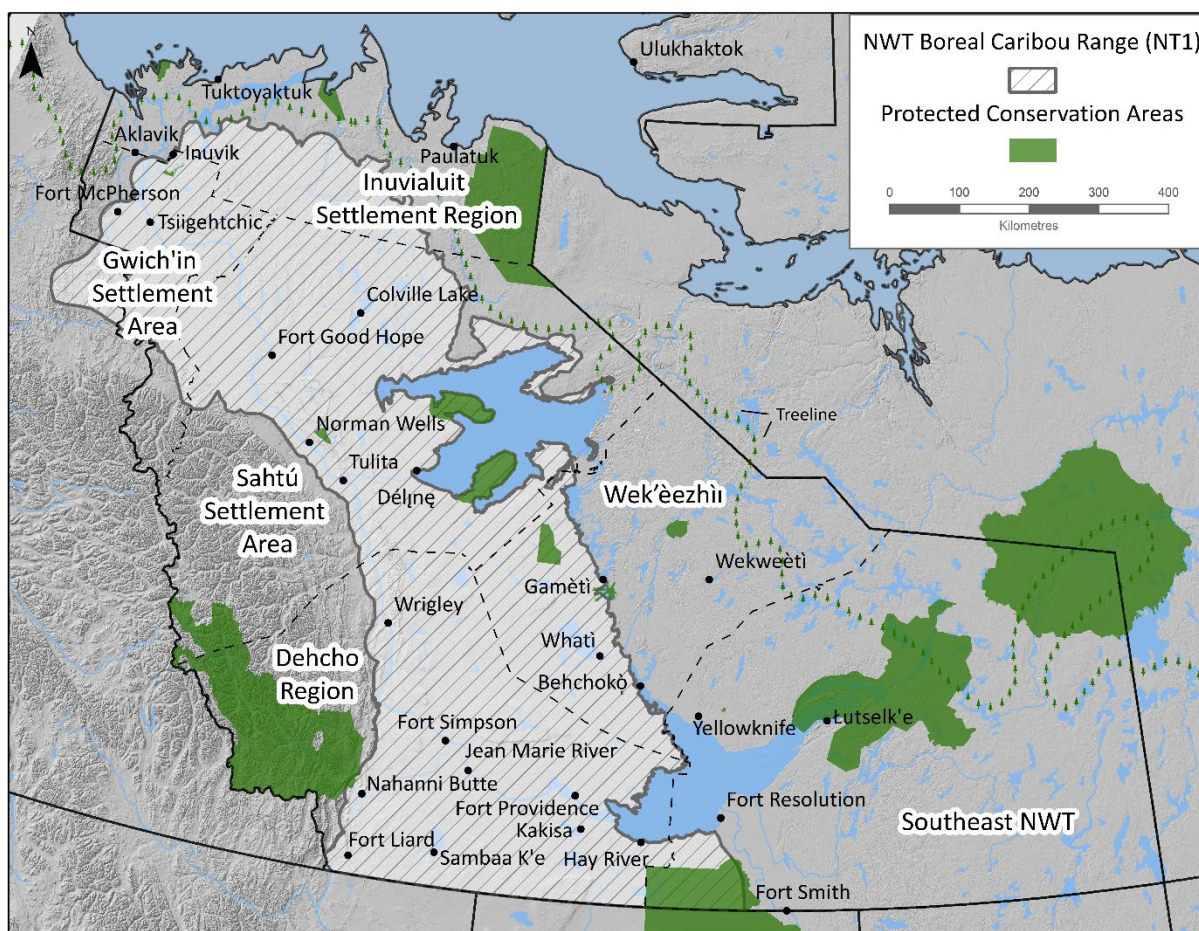 N
NWT Boreal Caribou Range (NT1)
Protected Conservation Areas
0 100 200 300 400
Kilometres
Ulukhaktok
Tuktoyaktuk
Aklavik
Inuvik
Paulatuk
Inuvialuit
Settlement Region
Fort McPherson
Tsiigehtchic
Gwich'in
Settlement
Area
Colville Lake
Fort Good Hope
Treeline
Norman Wells
Tulita
Délı̨nę
Sahtú
Settlement
Area
Wek'èezhìı
Gamètì
Wekweètì
Wrigley
Whatì
Dehcho
Region
Behchokǫ̀
Fort Simpson
Yellowknife
Łutselk'e
Jean Marie River
Nahanni Butte
Fort Providence
Kakisa
Fort Resolution
Southeast NWT
Fort Liard
Sambaa K'e
Hay River
Fort Smith